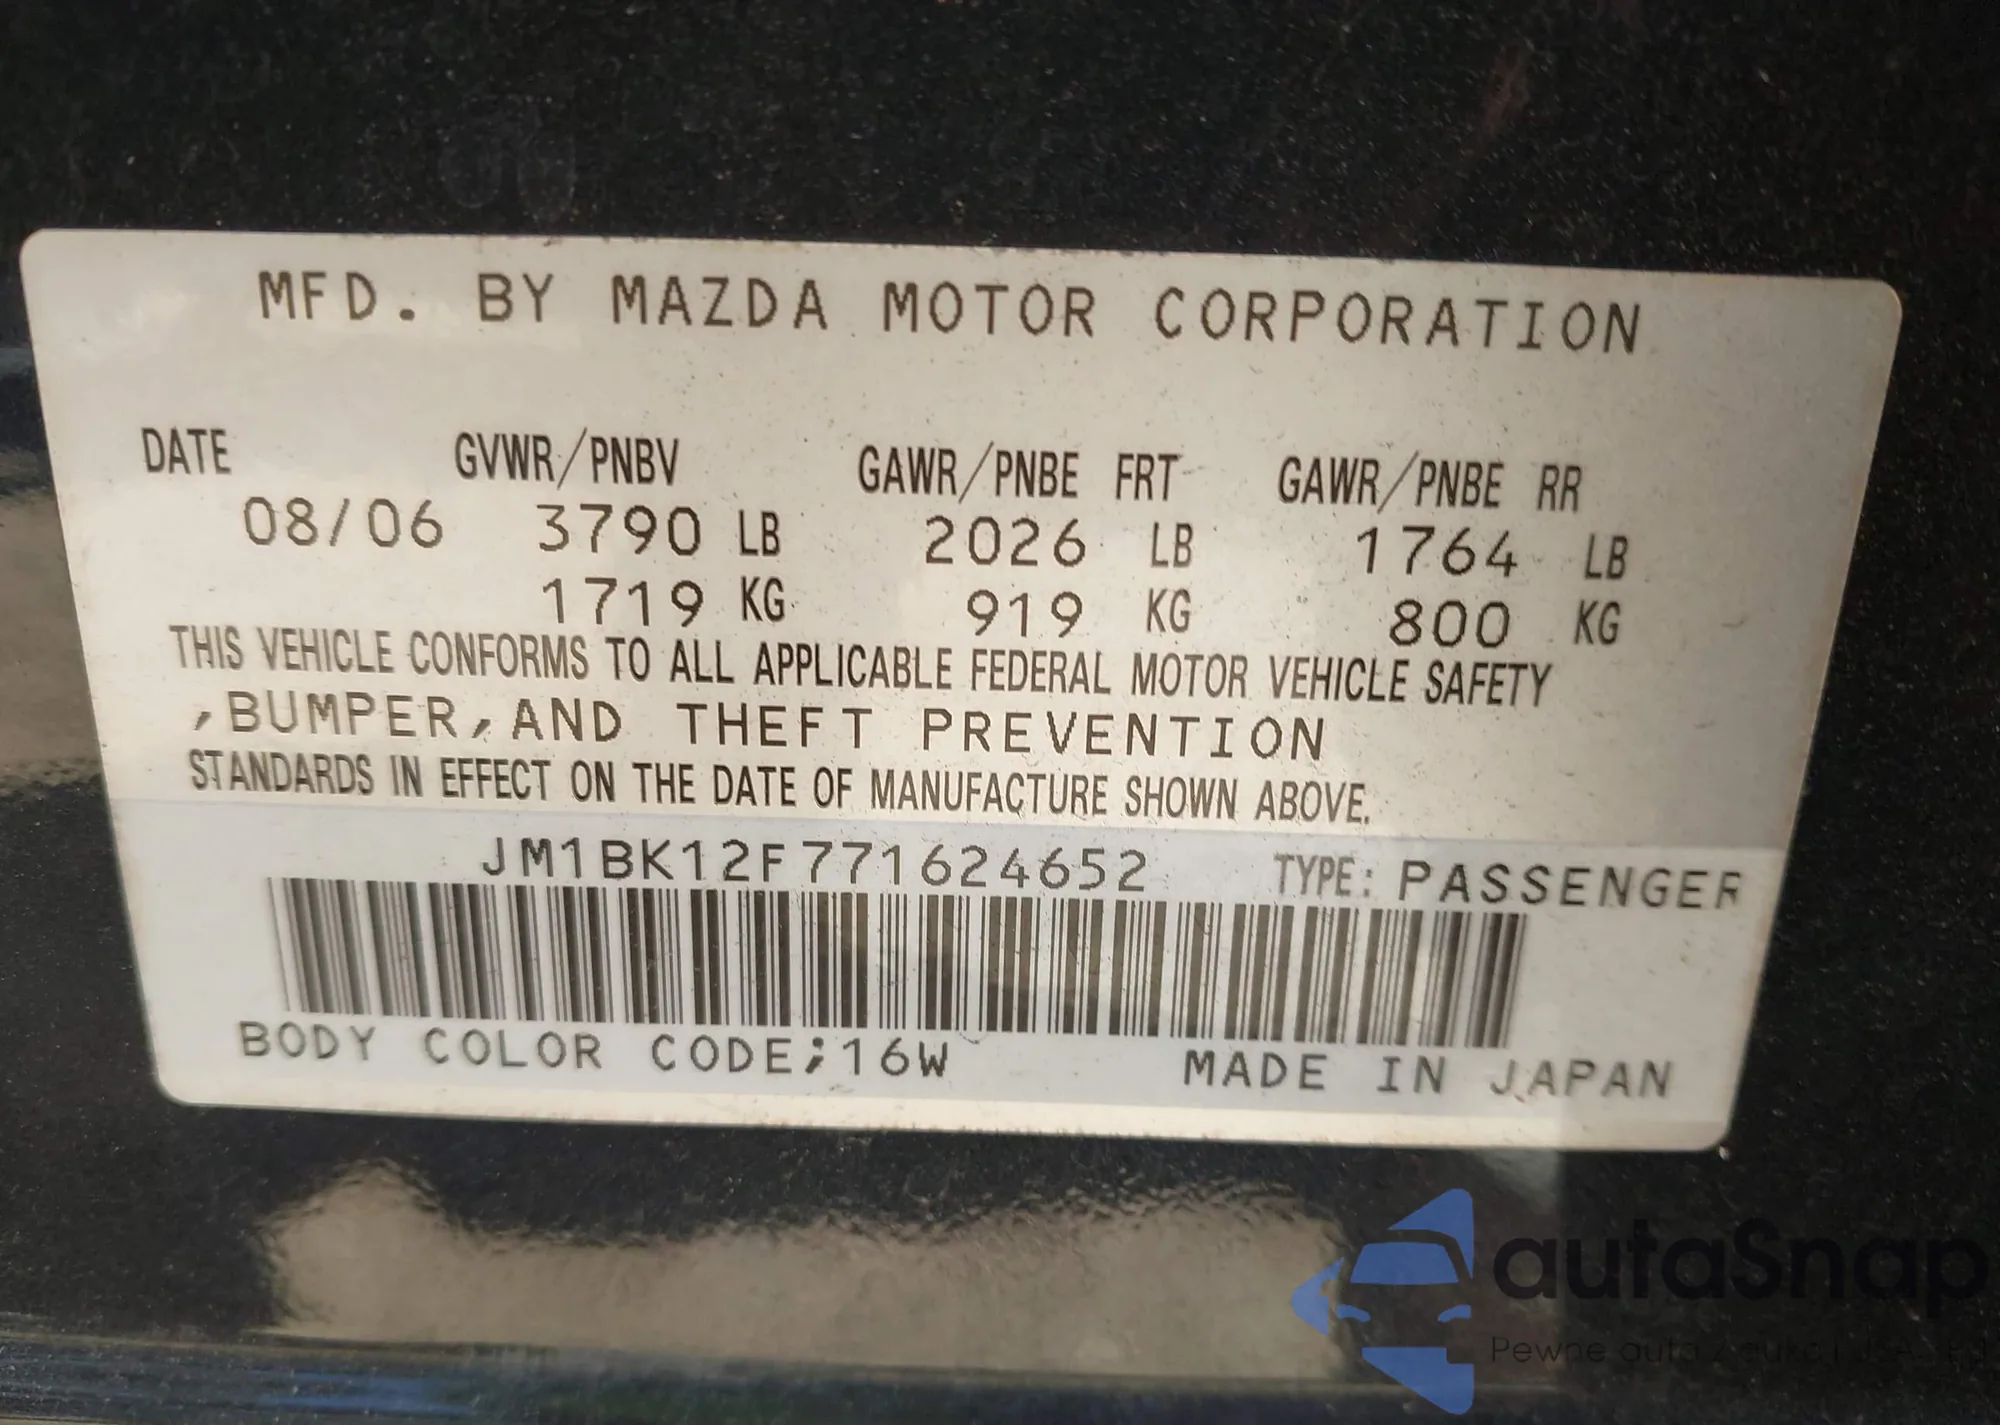 MFD. BY MAZDA MOTOR CORPORATION
DATE GVWR/PNBV GAWR/PNBE FRT GAWR/PNBE RR
08/06 3790 LB 2026 LB 1764 LB
1719 KG 919 KG 800 KG
THIS VEHICLE CONFORMS TO ALL APPLICABLE FEDERAL MOTOR VEHICLE SAFETY
,BUMPER,AND THEFT PREVENTION
STANDARDS IN EFFECT ON THE DATE OF MANUFACTURE SHOWN ABOVE.
JM1BK12F771624652 TYPE: PASSENGER
BODY COLOR CODE;16W MADE IN JAPAN
autaSnap
Pewne auta z